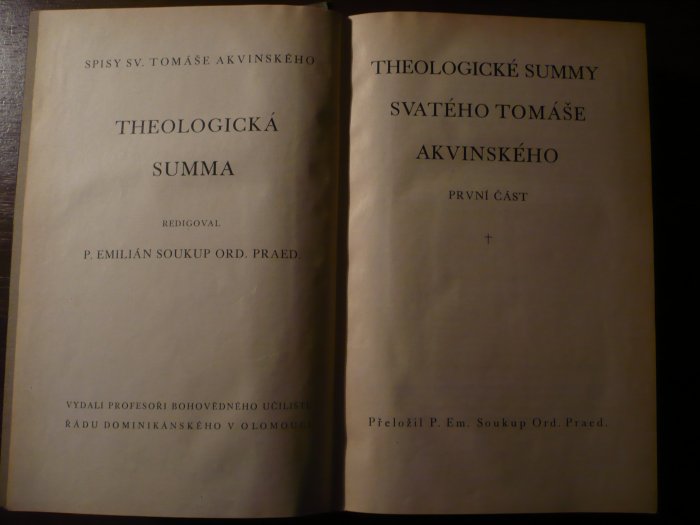 SPISY SV. TOMÁŠE AKVINSKÉHO
THEOLOGICKÁ
SUMMA
REDIGOVAL
P. EMILIÁN SOUKUP ORD. PRAED.
VYDALI PROFESOŘI BOHOVĚDNÉHO UČILIŠTĚ
ŘÁDU DOMINIKÁNSKÉHO V OLOMOUCI
THEOLOGICKÉ SUMMY
SVATÉHO TOMÁŠE
AKVINSKÉHO
PRVNÍ ČÁST
†
Přeložil P. Em. Soukup Ord. Praed.